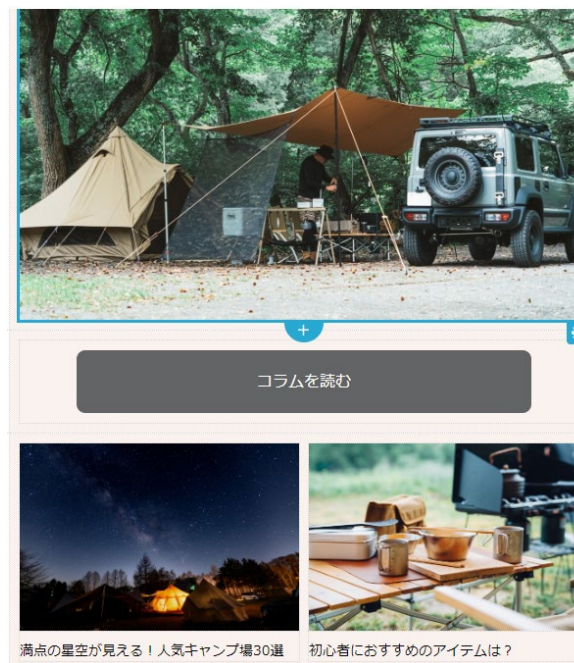 コラムを読む
満点の星空が見える！人気キャンプ場30選
初心者におすすめのアイテムは？